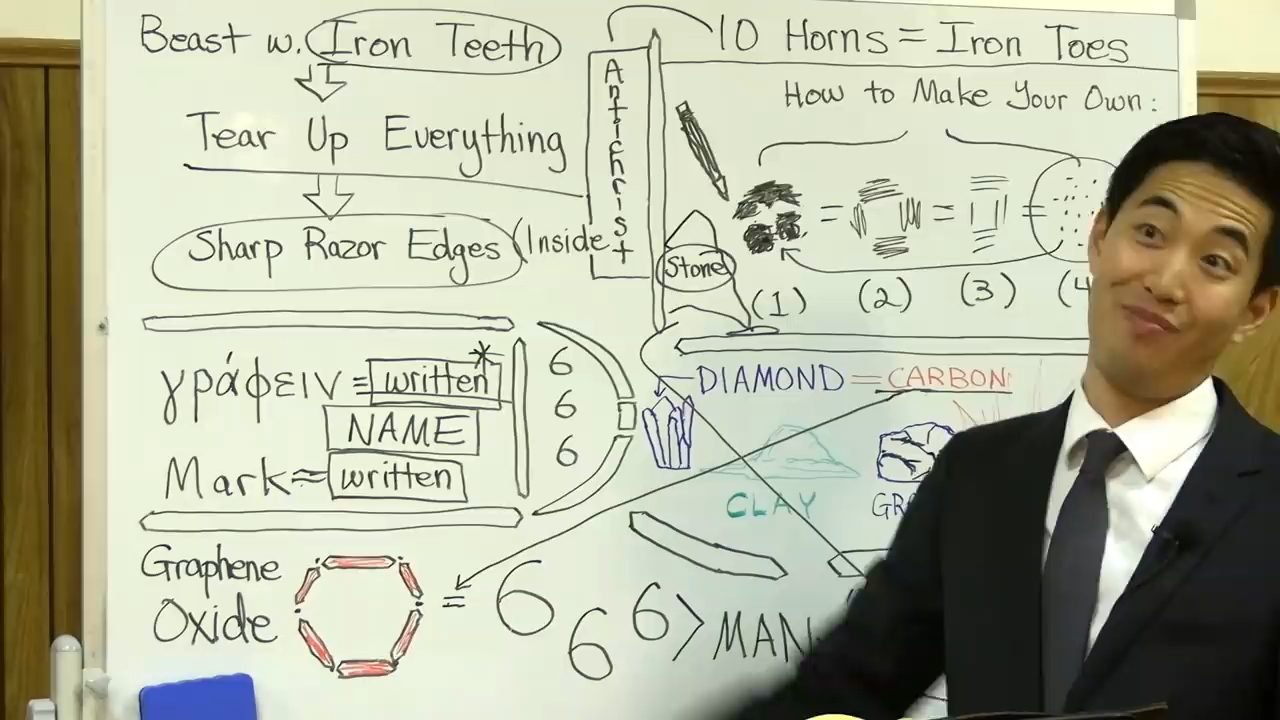 Beast w. Iron Teeth
Tear Up Everything
Sharp Razor Edges (Inside
Antichrist
10 Horns = Iron Toes
How to Make Your Own:
= = =
Stone
(1) (2) (3) (4
γράφειν = written*
NAME
Mark ≈ written
6
6
6
DIAMOND = CARBON
CLAY
Graphene
Oxide
= 6 6 6 > MAN